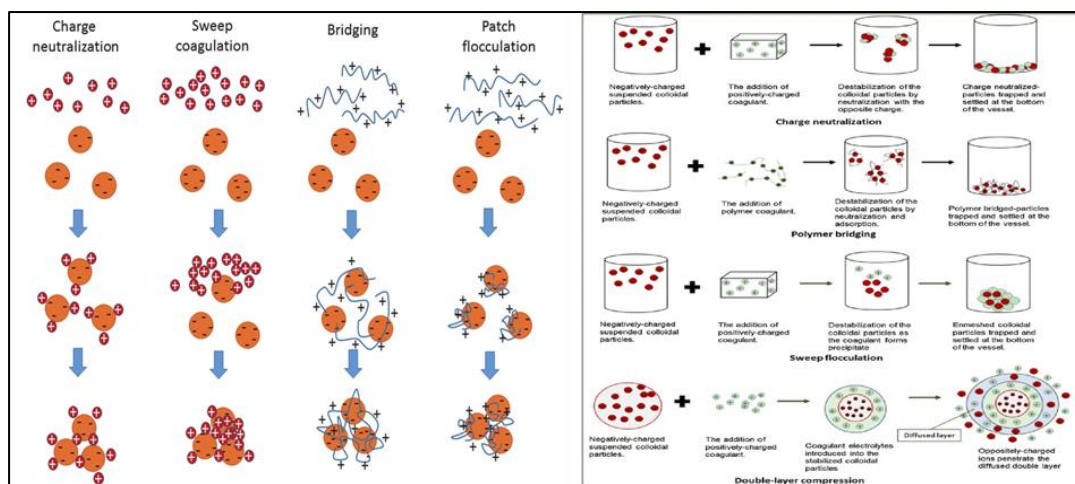 Charge
neutralization
Sweep
coagulation
Bridging
Patch
flocculation
Negatively-charged
suspended colloidal
particles.
The addition of
positively-charged
coagulant.
Destabilization of
the colloidal particles by
neutralization with the
opposite charge.
Charge neutralized-
particles trapped and
settled at the bottom
of the vessel.
Charge neutralization
Negatively-charged
suspended colloidal
particles.
The addition of
polymer coagulant.
Destabilization of the
colloidal particles by
neutralization and
adsorption.
Polymer bridged-particles
trapped and settled at the
bottom of the vessel.
Polymer bridging
Negatively-charged
suspended colloidal
particles.
The addition of
positively-charged
coagulant.
Destabilization of the
colloidal particles as
the coagulant forms
precipitate
Enmeshed colloidal
particles trapped and
settled at the bottom
of the vessel.
Sweep flocculation
Negatively-charged
suspended colloidal
particles.
The addition of
positively-charged
coagulant.
Coagulant electrolytes
introduced into the
stabilized colloidal
particles
Diffused layer
Oppositely-charged
ions penetrate the
diffused double layer
Double-layer compression